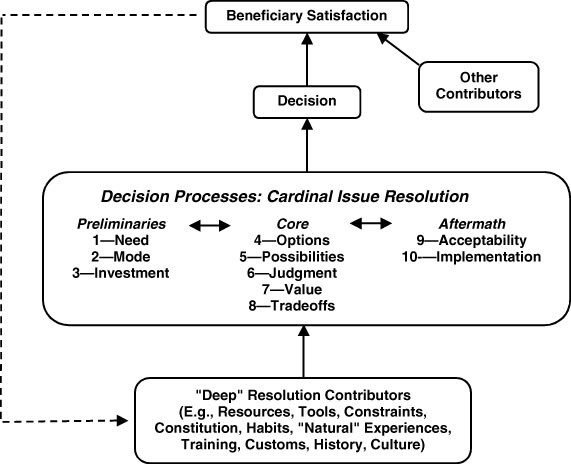 Beneficiary Satisfaction
Other
Contributors
Decision
Decision Processes: Cardinal Issue Resolution
Preliminaries
1—Need
2—Mode
3—Investment
Core
4—Options
5—Possibilities
6—Judgment
7—Value
8—Tradeoffs
Aftermath
9—Acceptability
10-—Implementation
"Deep" Resolution Contributors
(E.g., Resources, Tools, Constraints,
Constitution, Habits, "Natural" Experiences,
Training, Customs, History, Culture)